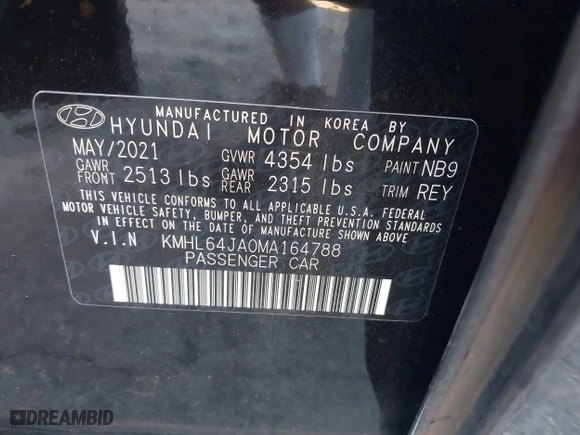 MANUFACTURED IN KOREA BY
HYUNDAI MOTOR COMPANY
MAY/2021 GVWR 4354 lbs PAINT NB9
GAWR FRONT 2513 lbs GAWR REAR 2315 lbs TRIM REY
THIS VEHICLE CONFORMS TO ALL APPLICABLE U.S.A. FEDERAL
MOTOR VEHICLE SAFETY, BUMPER, AND THEFT PREVENTION STANDARDS
IN EFFECT ON THE DATE OF MANUFACTURE SHOWN ABOVE.
V.I.N KMHL64JA0MA164788
PASSENGER CAR
DREAMBID